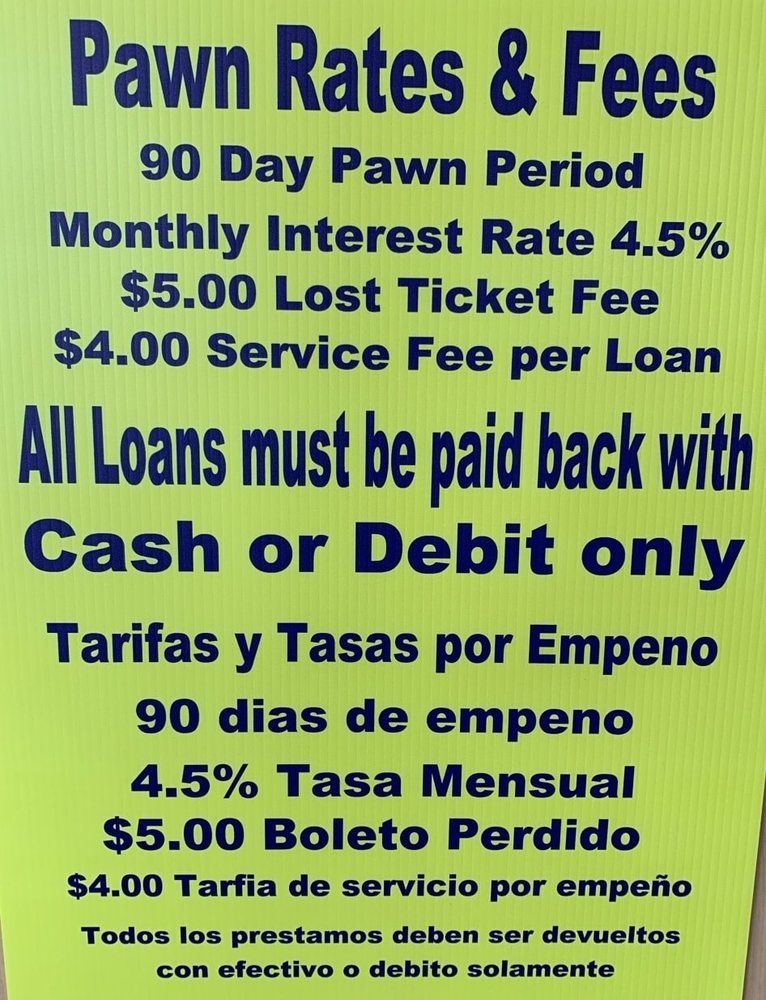 Pawn Rates & Fees
90 Day Pawn Period
Monthly Interest Rate 4.5%
$5.00 Lost Ticket Fee
$4.00 Service Fee per Loan
All Loans must be paid back with
Cash or Debit only
Tarifas y Tasas por Empeno
90 dias de empeno
4.5% Tasa Mensual
$5.00 Boleto Perdido
$4.00 Tarfia de servicio por empeño
Todos los prestamos deben ser devueltos
con efectivo o debito solamente